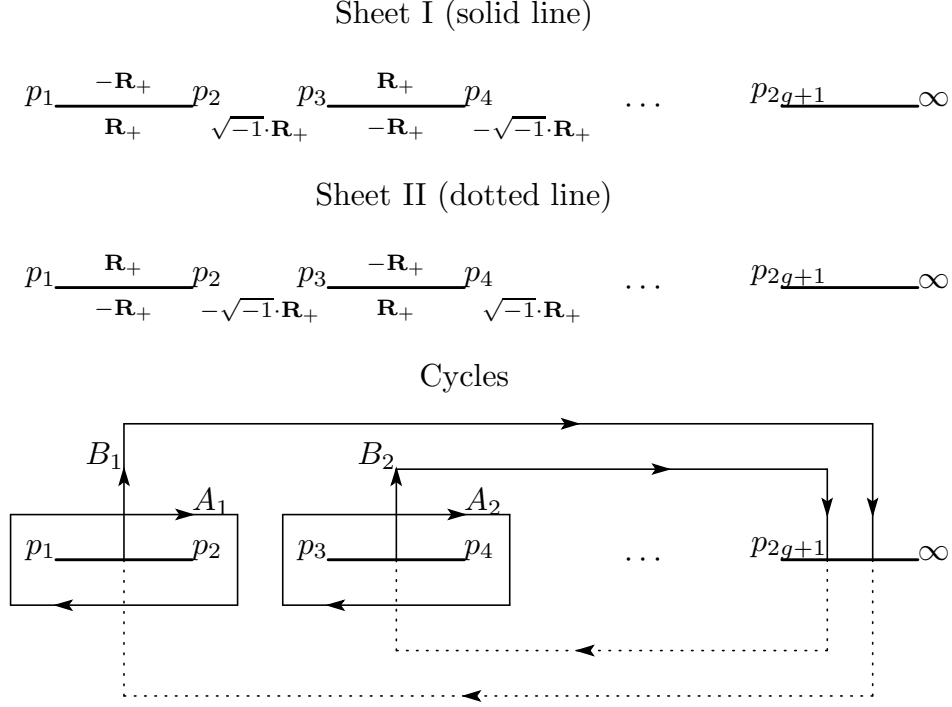 Sheet I (solid line)
−R₊ R₊
p₁ p₂ p₃ p₄ … p₂g₊₁ ∞
R₊ √−1·R₊ −R₊ −√−1·R₊
Sheet II (dotted line)
R₊ −R₊
p₁ p₂ p₃ p₄ … p₂g₊₁ ∞
−R₊ −√−1·R₊ R₊ √−1·R₊
Cycles
B₁ B₂
A₁ A₂
p₁ p₂ p₃ p₄ … p₂g₊₁ ∞